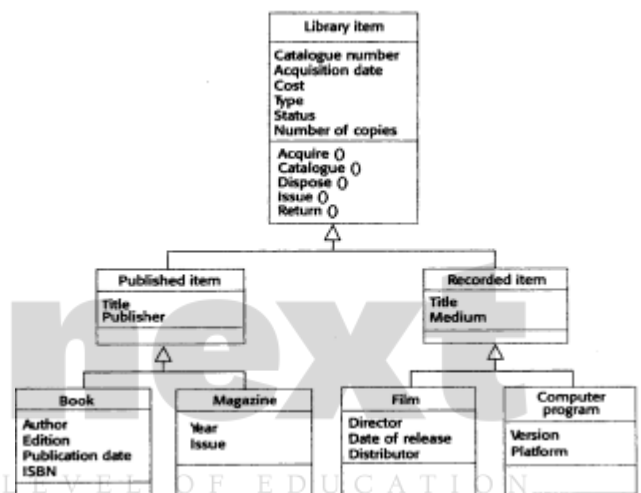 Library item
Catalogue number
Acquisition date
Cost
Type
Status
Number of copies
Acquire ()
Catalogue ()
Dispose ()
Issue ()
Return ()
Published item
Title
Publisher
Recorded item
Title
Medium
Book
Author
Edition
Publication date
ISBN
Magazine
Year
Issue
Film
Director
Date of release
Distributor
Computer
program
Version
Platform
next
LEVEL OF EDUCATION